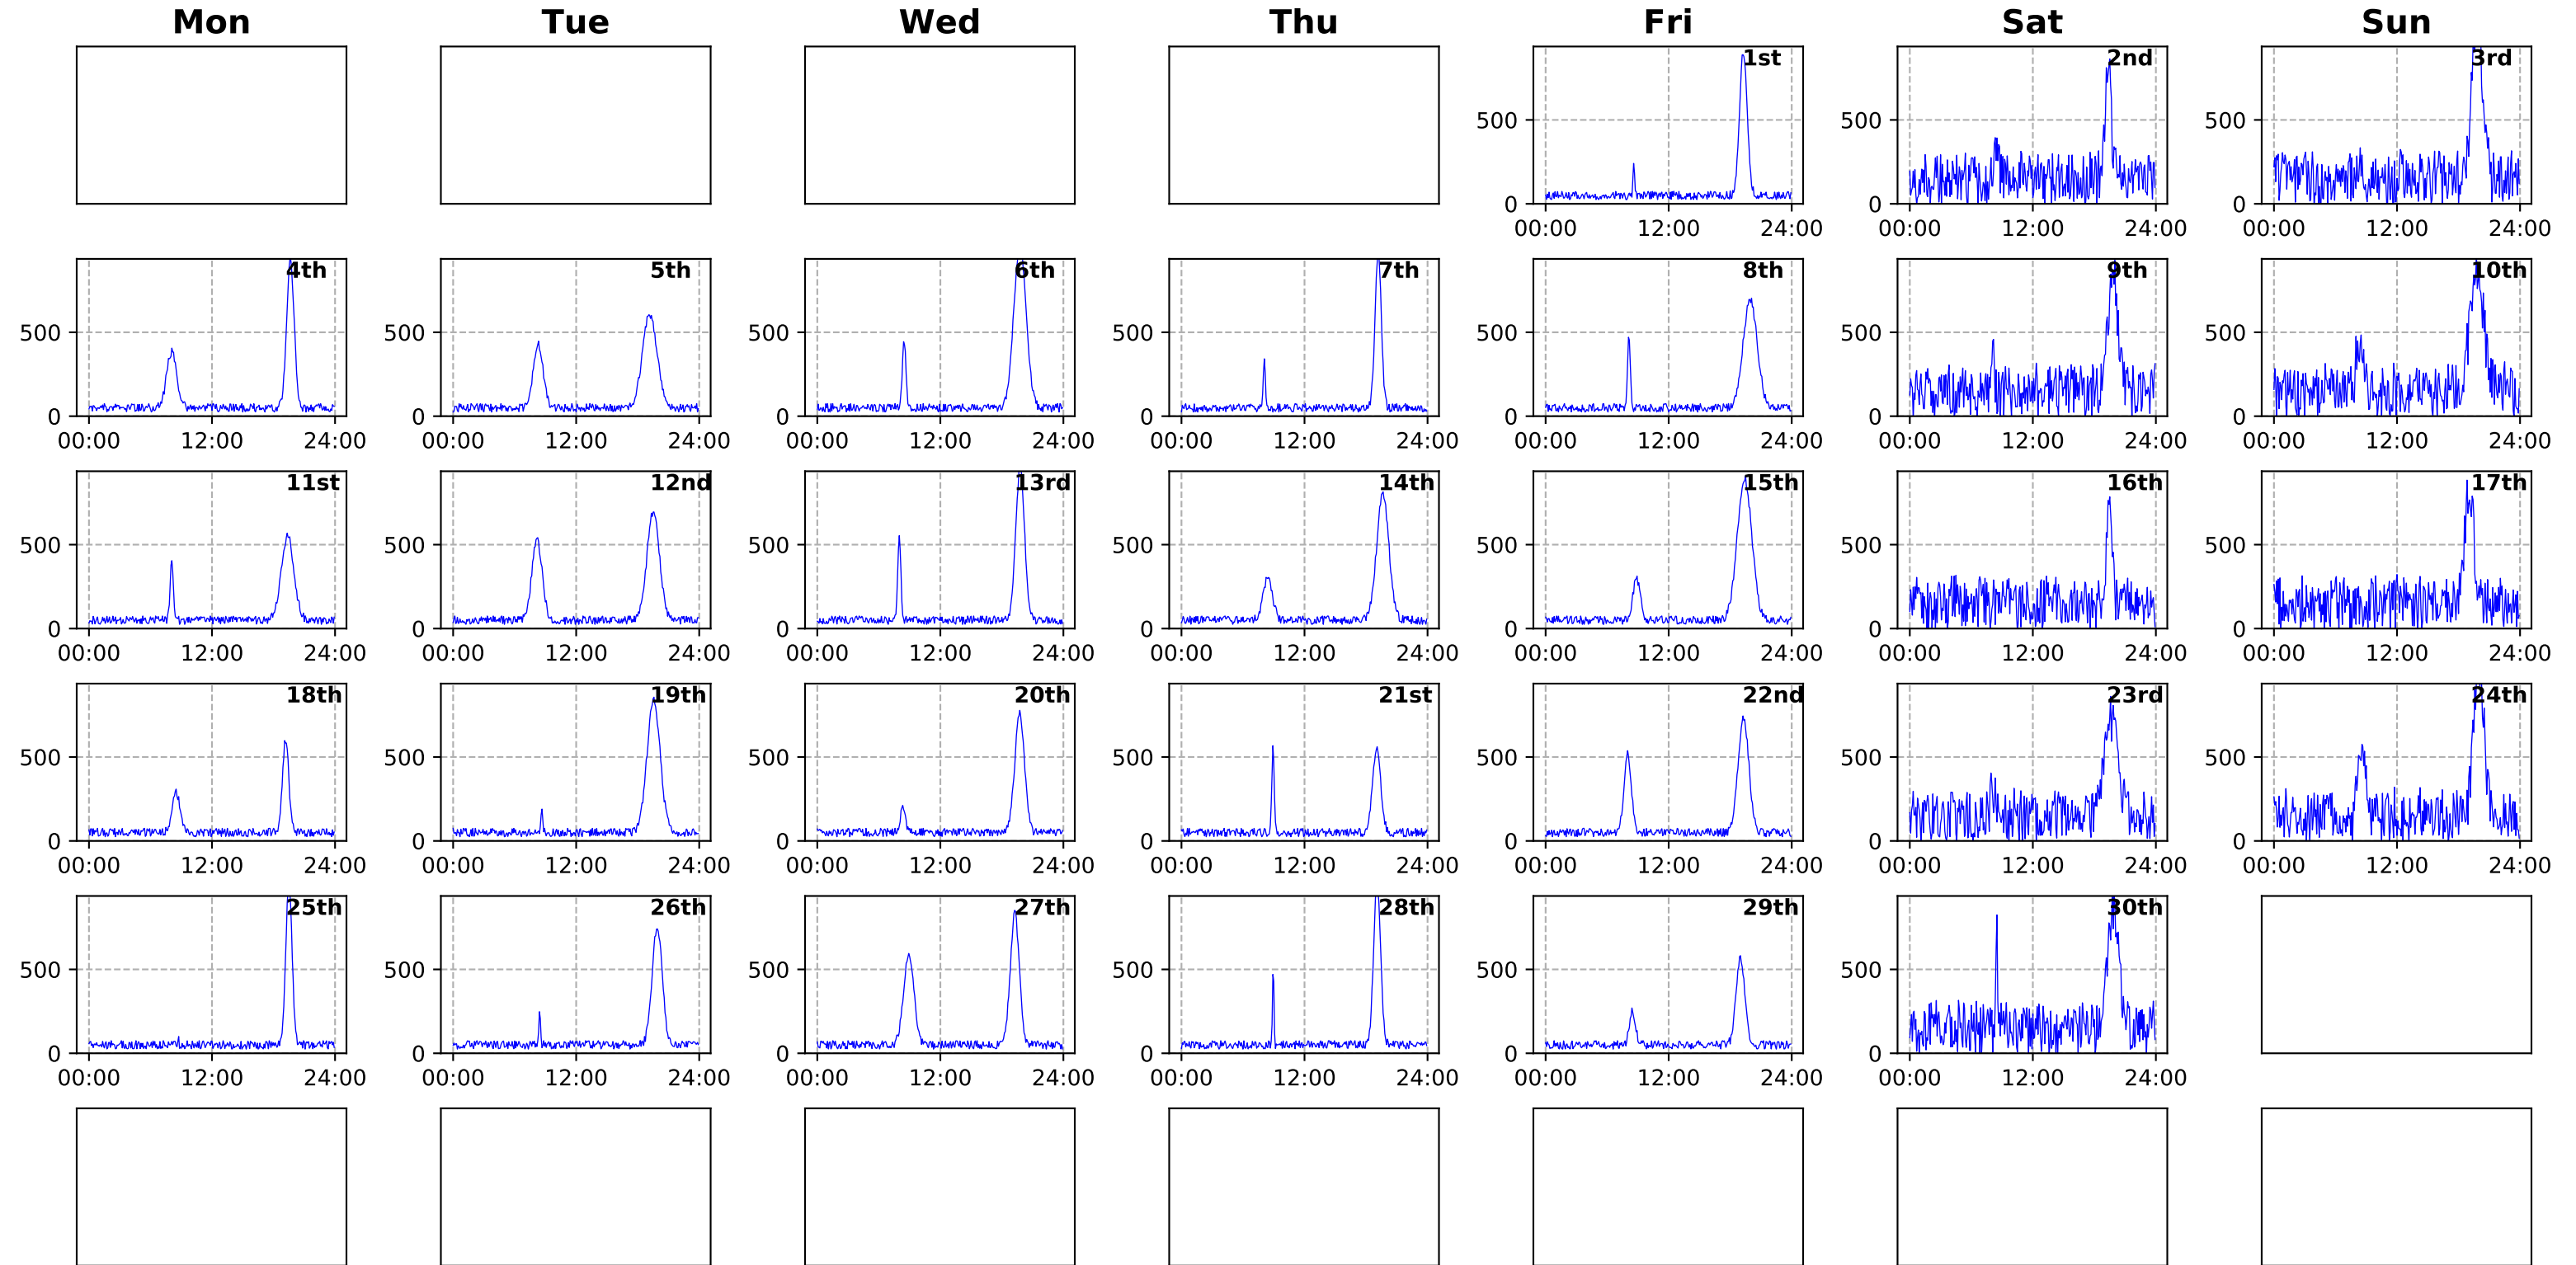 Mon Tue Wed Thu Fri Sat Sun
1st 2nd 3rd
500 500 500
0 0 0
00:00 12:00 24:00 00:00 12:00 24:00 00:00 12:00 24:00
4th 5th 6th 7th 8th 9th 10th
500 500 500 500 500 500 500
0 0 0 0 0 0 0
00:00 12:00 24:00 00:00 12:00 24:00 00:00 12:00 24:00 00:00 12:00 24:00 00:00 12:00 24:00 00:00 12:00 24:00 00:00 12:00 24:00
11st 12nd 13rd 14th 15th 16th 17th
500 500 500 500 500 500 500
0 0 0 0 0 0 0
00:00 12:00 24:00 00:00 12:00 24:00 00:00 12:00 24:00 00:00 12:00 24:00 00:00 12:00 24:00 00:00 12:00 24:00 00:00 12:00 24:00
18th 19th 20th 21st 22nd 23rd 24th
500 500 500 500 500 500 500
0 0 0 0 0 0 0
00:00 12:00 24:00 00:00 12:00 24:00 00:00 12:00 24:00 00:00 12:00 24:00 00:00 12:00 24:00 00:00 12:00 24:00 00:00 12:00 24:00
25th 26th 27th 28th 29th 30th
500 500 500 500 500 500
0 0 0 0 0 0
00:00 12:00 24:00 00:00 12:00 24:00 00:00 12:00 24:00 00:00 12:00 24:00 00:00 12:00 24:00 00:00 12:00 24:00